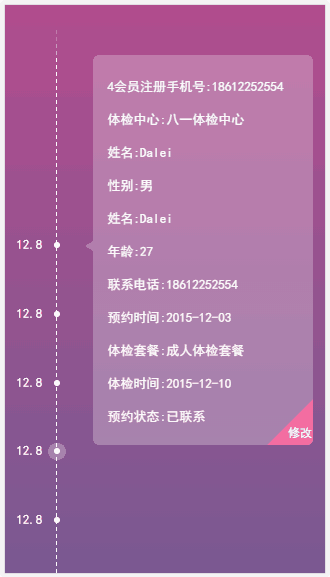 4会员注册手机号:18612252554
体检中心:八一体检中心
姓名:Dalei
性别:男
姓名:Dalei
12.8
年龄:27
联系电话:18612252554
12.8
预约时间:2015-12-03
体检套餐:成人体检套餐
12.8
体检时间:2015-12-10
预约状态:已联系
修改
12.8
12.8